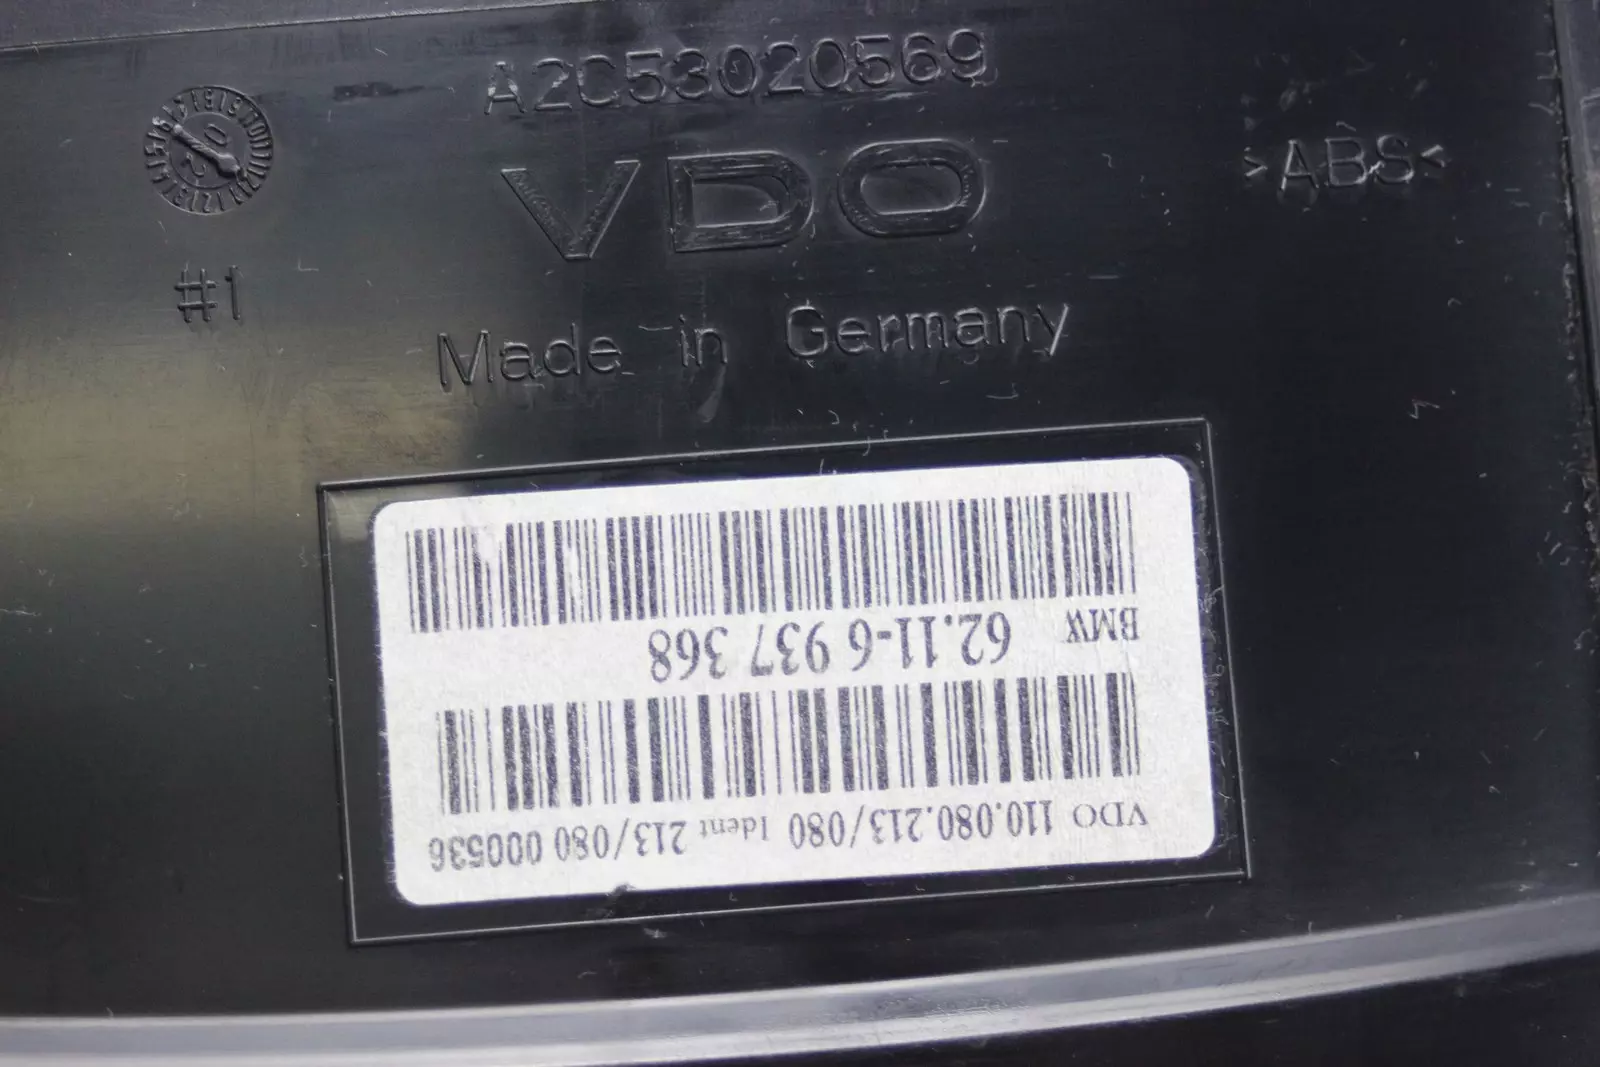 A2C53020569
VDO
>ABS<
#1
Made in Germany
BMW 62.11-6 937 368
VDO 110.080.213/080 Ident 213/080 000536